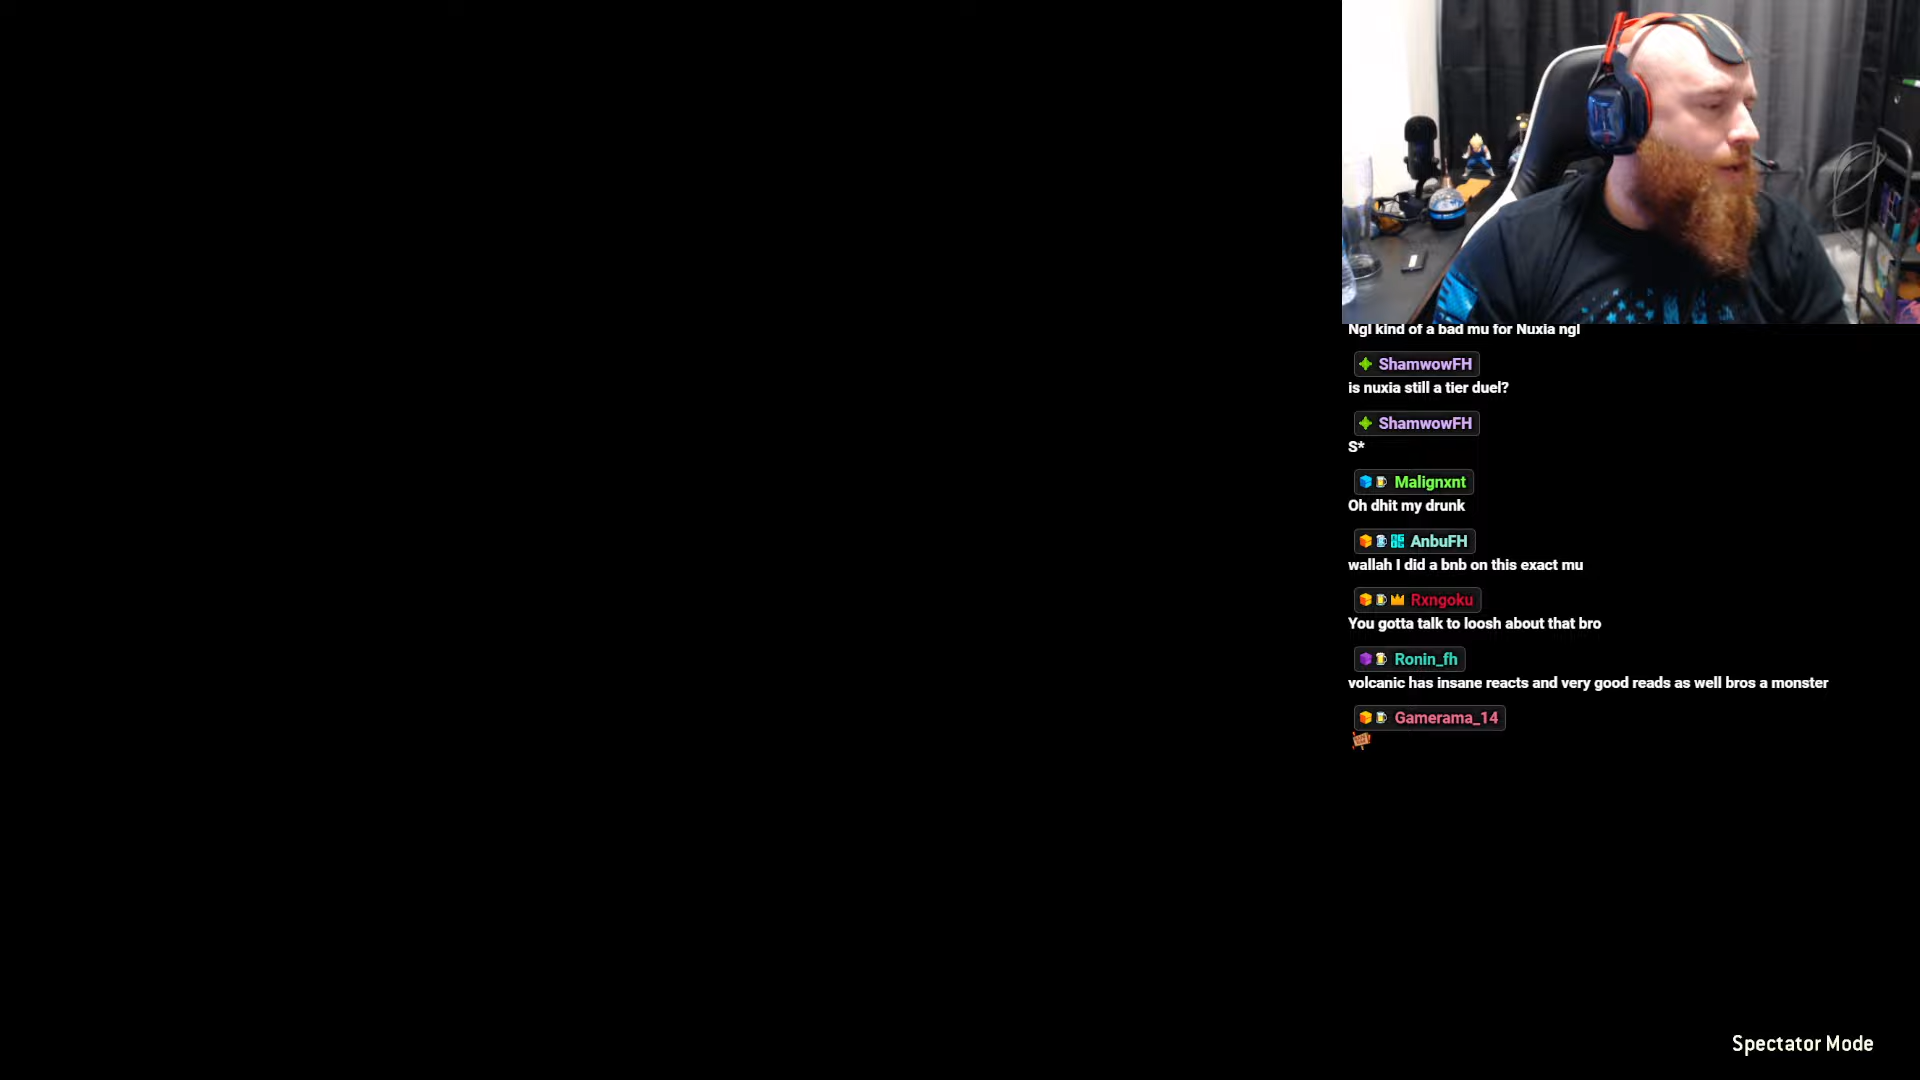 Ngl kind of a bad mu for Nuxia ngl
ShamwowFH
is nuxia still a tier duel?
ShamwowFH
S*
Malignxnt
Oh dhit my drunk
AnbuFH
wallah I did a bnb on this exact mu
Rxngoku
You gotta talk to loosh about that bro
Ronin_fh
volcanic has insane reacts and very good reads as well bros a monster
Gamerama_14
Spectator Mode